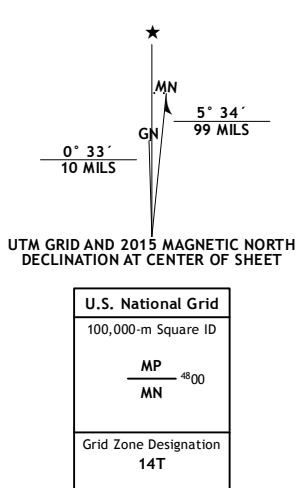 ★
MN
5° 34´
99 MILS
GN
0° 33´
10 MILS
UTM GRID AND 2015 MAGNETIC NORTH
DECLINATION AT CENTER OF SHEET
U.S. National Grid
100,000-m Square ID
MP
4800
MN
Grid Zone Designation
14T